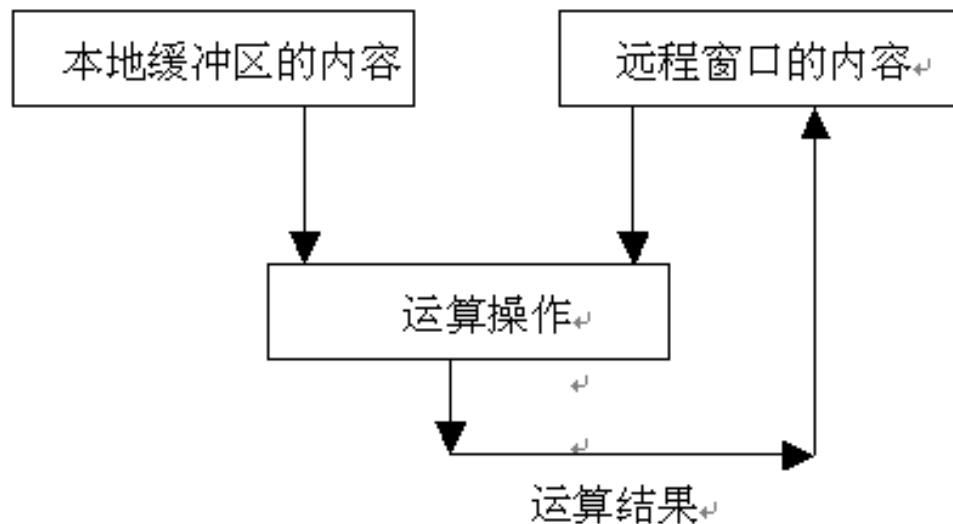 本地缓冲区的内容
远程窗口的内容
运算操作
运算结果